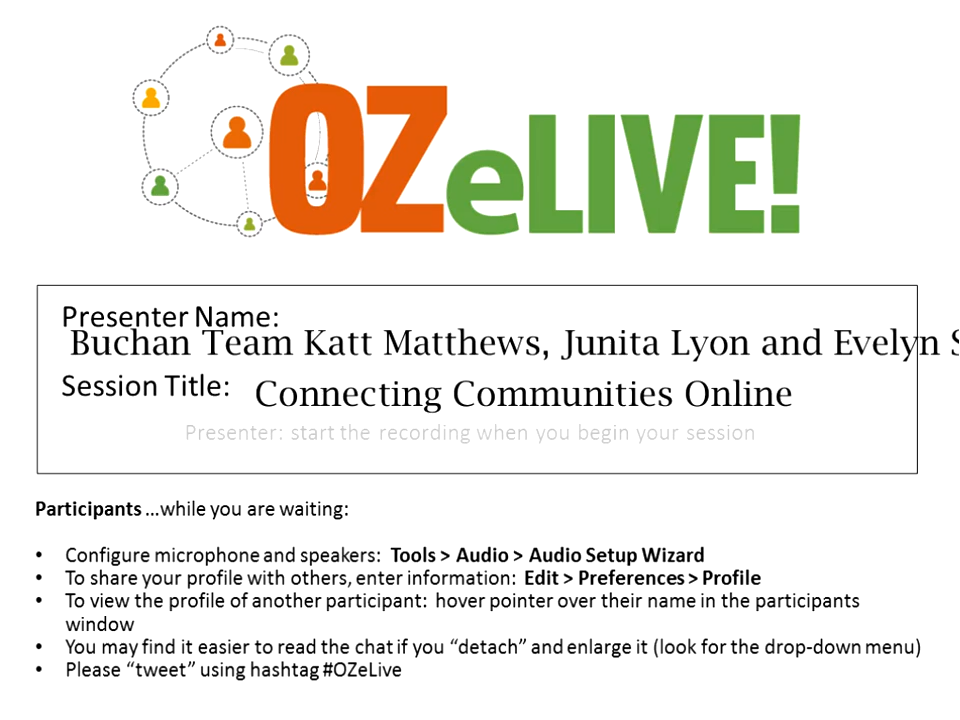 OZeLIVE!
Presenter Name:
Buchan Team Katt Matthews, Junita Lyon and Evelyn
Session Title:
Connecting Communities Online
Presenter: start the recording when you begin your session
Participants ...while you are waiting:
• Configure microphone and speakers: Tools > Audio > Audio Setup Wizard
• To share your profile with others, enter information: Edit > Preferences > Profile
• To view the profile of another participant: hover pointer over their name in the participants
window
• You may find it easier to read the chat if you “detach” and enlarge it (look for the drop-down menu)
• Please “tweet” using hashtag #OZeLive